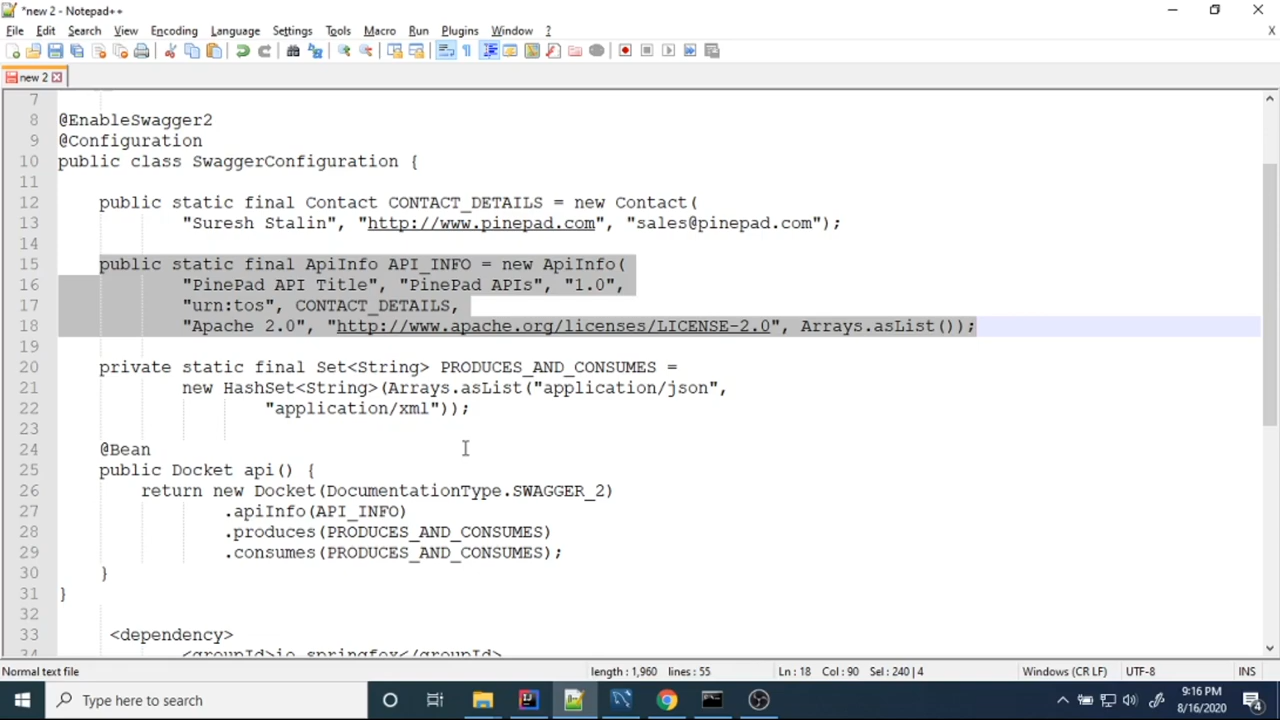 *new 2 - Notepad++
File Edit Search View Encoding Language Settings Tools Macro Run Plugins Window ? X
new 2
7
8 @EnableSwagger2
9 @Configuration
10 public class SwaggerConfiguration {
11
12 public static final Contact CONTACT_DETAILS = new Contact(
13 "Suresh Stalin", "http://www.pinepad.com", "sales@pinepad.com");
14
15 public static final ApiInfo API_INFO = new ApiInfo(
16 "PinePad API Title", "PinePad APIs", "1.0",
17 "urn:tos", CONTACT_DETAILS,
18 "Apache 2.0", "http://www.apache.org/licenses/LICENSE-2.0", Arrays.asList());
19
20 private static final Set<String> PRODUCES_AND_CONSUMES =
21 new HashSet<String>(Arrays.asList("application/json",
22 "application/xml"));
23
24 @Bean
25 public Docket api() {
26 return new Docket(DocumentationType.SWAGGER_2)
27 .apiInfo(API_INFO)
28 .produces(PRODUCES_AND_CONSUMES)
29 .consumes(PRODUCES_AND_CONSUMES);
30 }
31 }
32
33 <dependency>
34 <groupId>io.springfox</groupId>
Normal text file length : 1,960 lines : 55 Ln : 18 Col : 90 Sel : 240 | 4 Windows (CR LF) UTF-8 INS
Type here to search
9:16 PM
8/16/2020
4